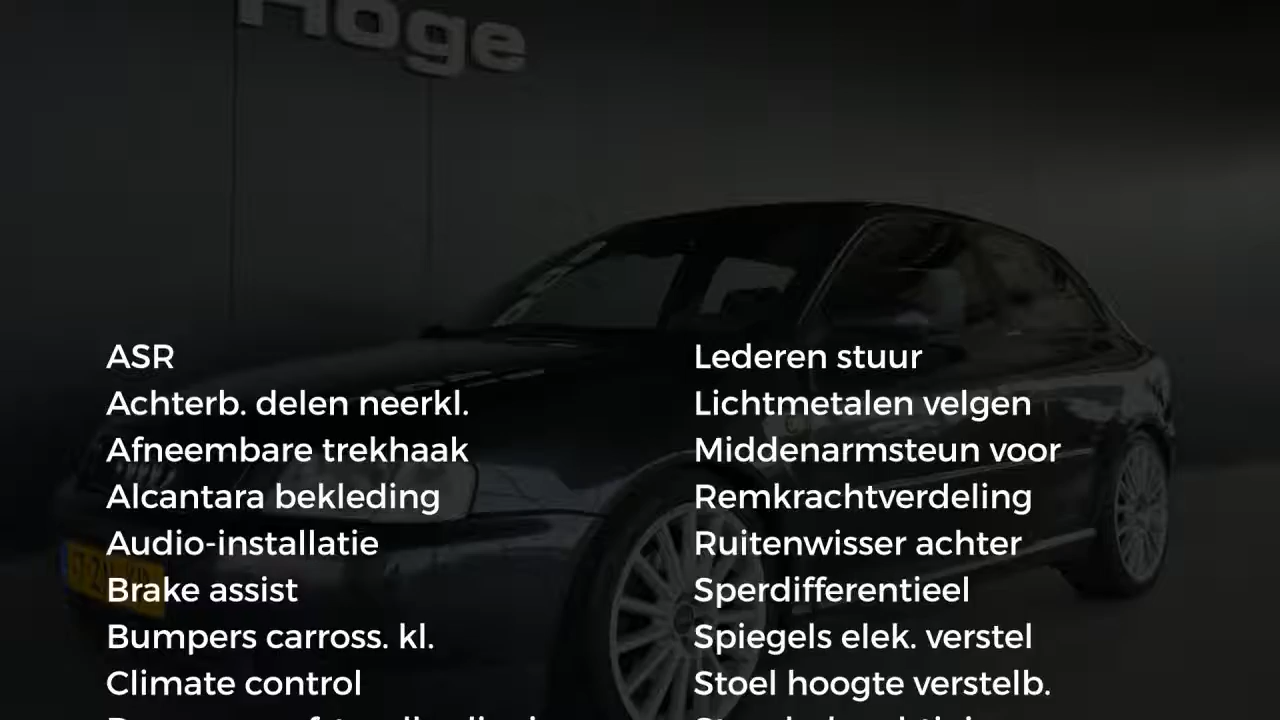 Hoge
ASR
Achterb. delen neerkl.
Afneembare trekhaak
Alcantara bekleding
Audio-installatie
Brake assist
Bumpers carross. kl.
Climate control
Lederen stuur
Lichtmetalen velgen
Middenarmsteun voor
Remkrachtverdeling
Ruitenwisser achter
Sperdifferentieel
Spiegels elek. verstel
Stoel hoogte verstelb.